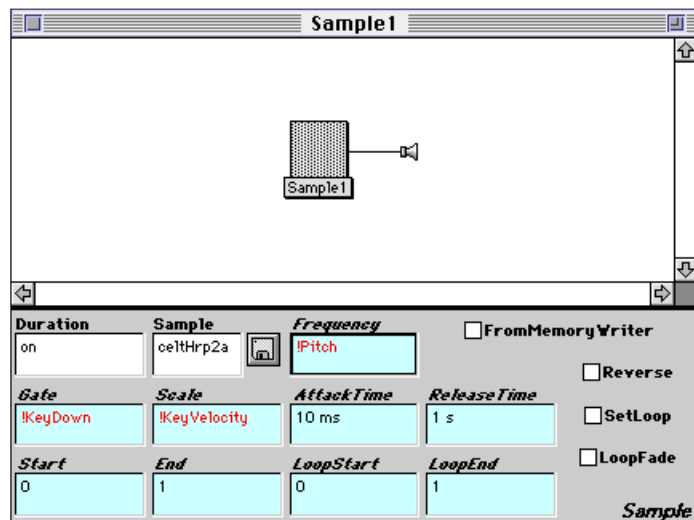 Sample1
Sample1
Duration Sample Frequency FromMemoryWriter
on celtHrp2a !Pitch
Reverse
Gate Scale AttackTime ReleaseTime
!KeyDown !KeyVelocity 10 ms 1 s SetLoop
LoopFade
Start End LoopStart LoopEnd
0 1 0 1
Sample